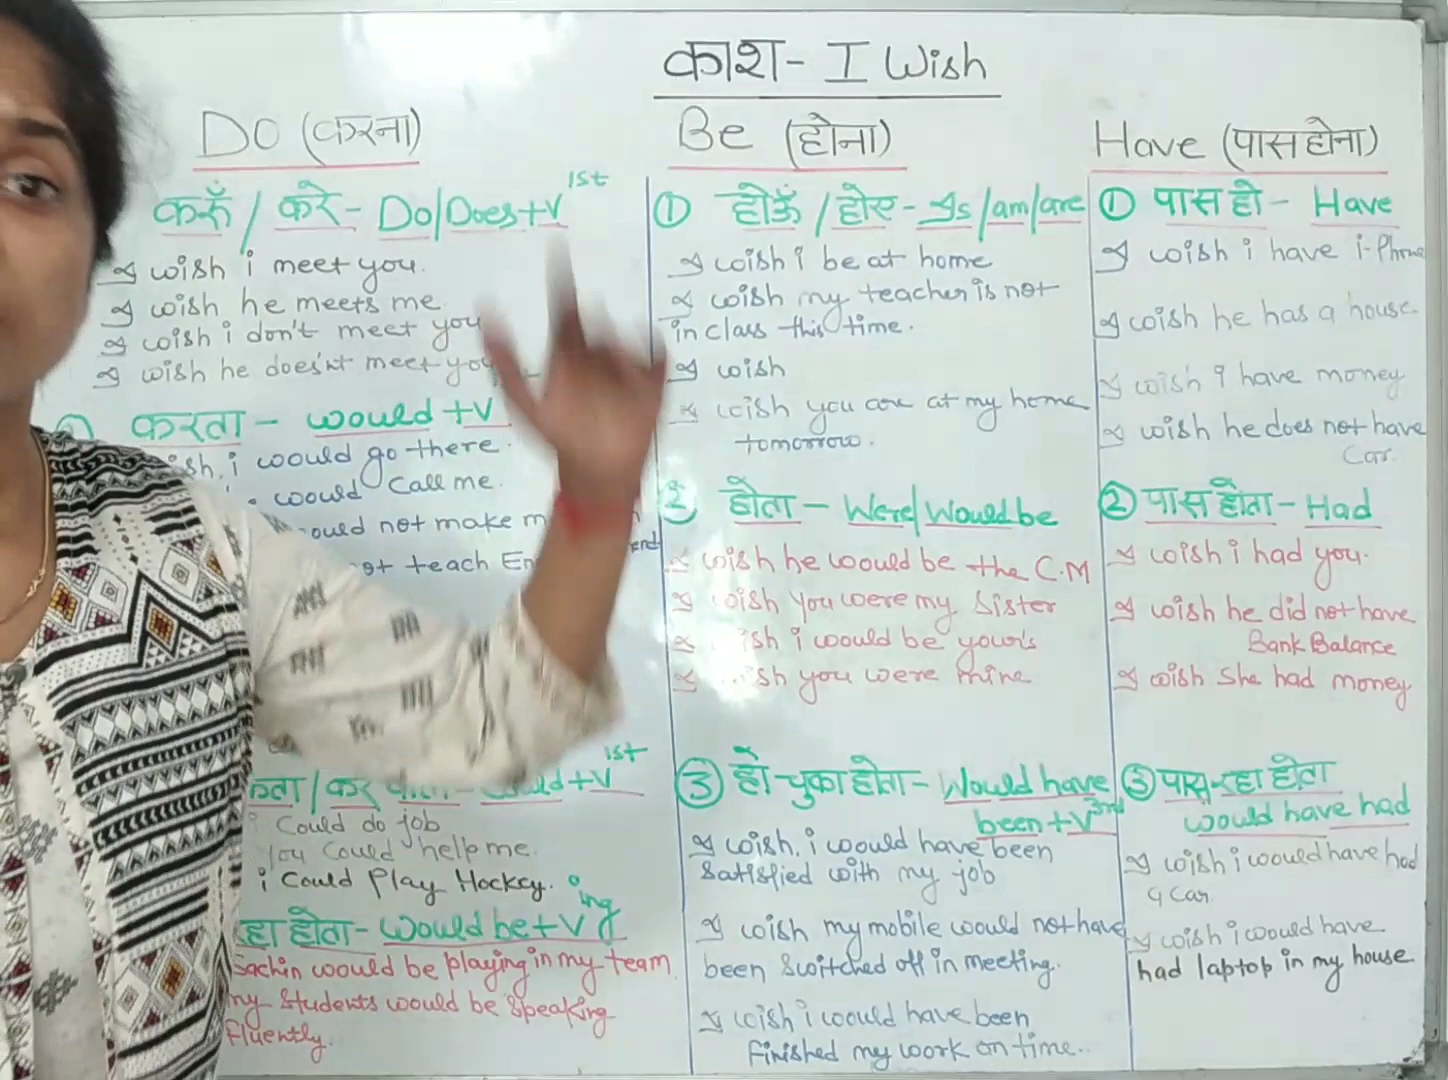 काश - I Wish
Do (करना)
करूँ / करे - Do/Does+V 1st
I wish i meet you.
I wish he meets me.
I wish i don't meet you
I wish he does'nt meet you
करता - would +V
i would go there.
would Call me.
would not make m
end
ot teach En
कर पाता - Could+V 1st
i Could do job
You Could help me.
i Could Play Hockey.
रहा होता - Would be + V ing
Sachin would be playing in my team
my Students would be Speaking
fluently.
Be (होना)
① होऊँ / होए - Is/am/are
I wish i be at home
I wish my teacher is not
in class this time.
I wish
I wish you are at my home
tomorrow.
② होता - Were/Would be
I wish he would be the C.M
I wish you were my Sister
I wish i would be yours
I wish you were mine
③ हो चुका होता - Would have
been + V 3rd
I wish, i would have been
Satisfied with my job
I wish my mobile would not have
been Switched off in meeting.
I wish i would have been
finished my work on time..
Have (पास होना)
① पास हो - Have
I wish i have i-Phone
I wish he has a house.
I wish I have money
I wish he does not have
Car.
② पास होता - Had
I wish i had you.
I wish he did not have
Bank Balance
I wish She had money
③ पास रहा होता
would have had
I wish i would have had
a Car.
I wish i would have
had laptop in my house